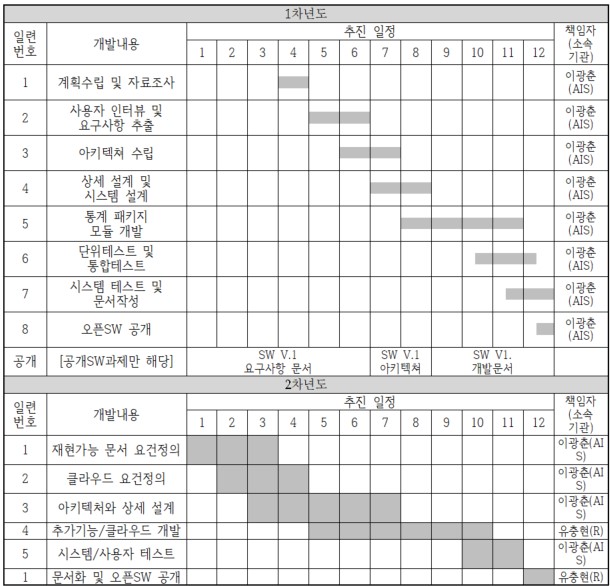 1차년도
일련
번호
개발내용
추진 일정
책임자
(소속
기관)
1 2 3 4 5 6 7 8 9 10 11 12
1 계획수립 및 자료조사 이광춘
(AIS)
2 사용자 인터뷰 및
요구사항 추출
이광춘
(AIS)
3 아키텍쳐 수립 이광춘
(AIS)
4 상세 설계 및
시스템 설계
이광춘
(AIS)
5 통계 패키지
모듈 개발
이광춘
(AIS)
6 단위테스트 및
통합테스트
이광춘
(AIS)
7 시스템 테스트 및
문서작성
이광춘
(AIS)
8 오픈SW 공개 이광춘
(AIS)
공개 [공개SW과제만 해당]
SW V.1
요구사항 문서
SW V.1
아키텍쳐
SW V1.
개발문서
2차년도
일련
번호
개발내용
추진 일정
책임자
(소속
기관)
1 2 3 4 5 6 7 8 9 10 11 12
1 재현가능 문서 요건정의 이광춘(AI
S)
2 클라우드 요건정의 이광춘(AI
S)
3 아키텍처와 상세 설계 이광춘(AI
S)
4 추가기능/클라우드 개발 유충현(R)
5 시스템/사용자 테스트 이광춘(AI
S)
1 문서화 및 오픈SW 공개 유충현(R)